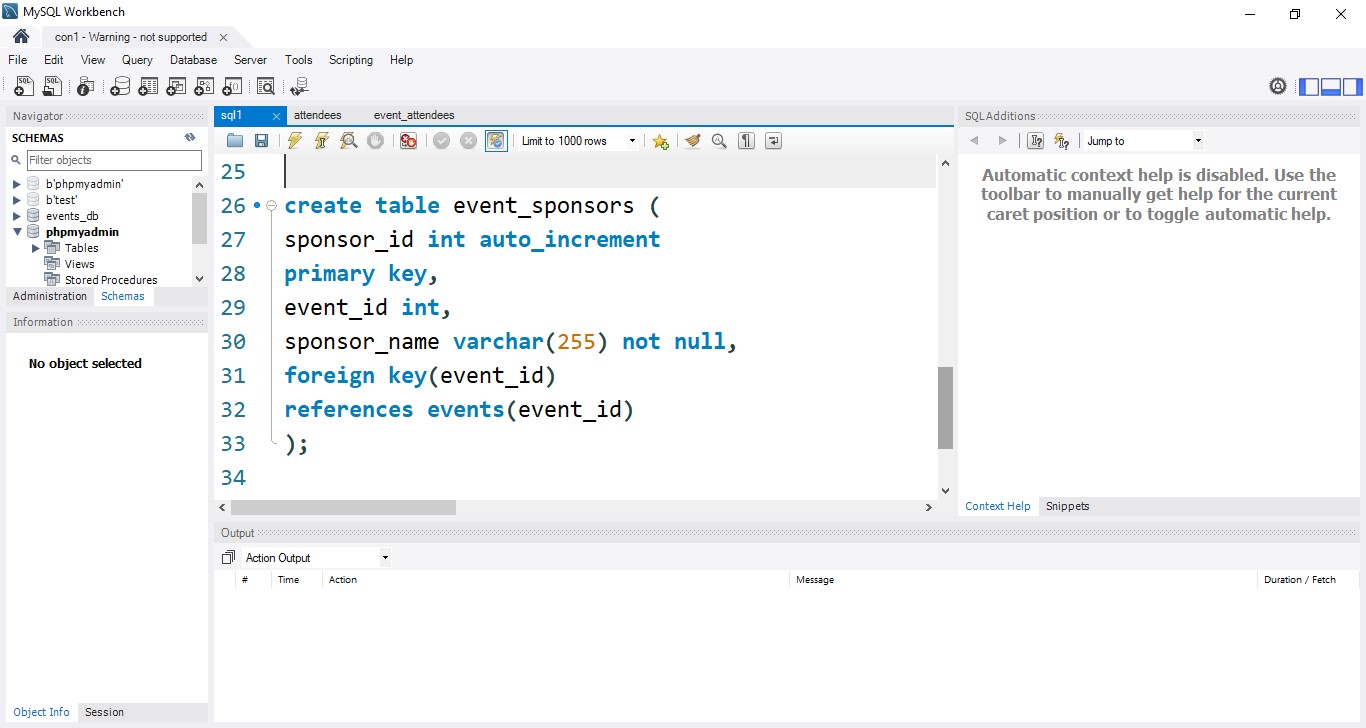 MySQL Workbench
con1 - Warning - not supported
File Edit View Query Database Server Tools Scripting Help
Navigator
SCHEMAS
Filter objects
b'phpmyadmin'
b'test'
events_db
phpmyadmin
Tables
Views
Stored Procedures
Administration Schemas
Information
No object selected
Object Info Session
sql1 attendees event_attendees
Limit to 1000 rows
25
26 create table event_sponsors (
27 sponsor_id int auto_increment
28 primary key,
29 event_id int,
30 sponsor_name varchar(255) not null,
31 foreign key(event_id)
32 references events(event_id)
33 );
34
SQLAdditions
Jump to
Automatic context help is disabled. Use the
toolbar to manually get help for the current
caret position or to toggle automatic help.
Context Help Snippets
Output
Action Output
# Time Action Message Duration / Fetch